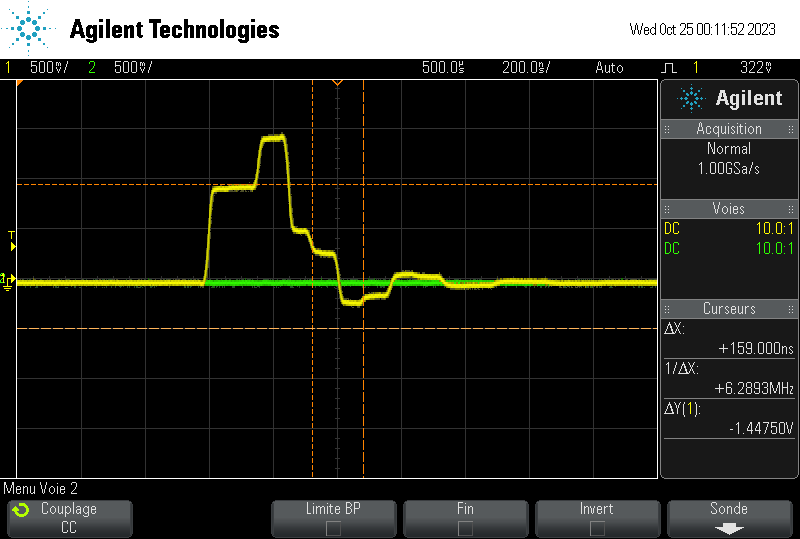 Agilent Technologies
Wed Oct 25 00:11:52 2023
1 500mV/ 2 500mV/ 500.0ns 200.0ns/ Auto 1 322mV
T
2
Agilent
Acquisition
Normal
1.00GSa/s
Voies
DC 10.0:1
DC 10.0:1
Curseurs
ΔX:
+159.000ns
1/ΔX:
+6.2893MHz
ΔY(1):
-1.44750V
Menu Voie 2
Couplage
CC
Limite BP
Fin
Invert
Sonde